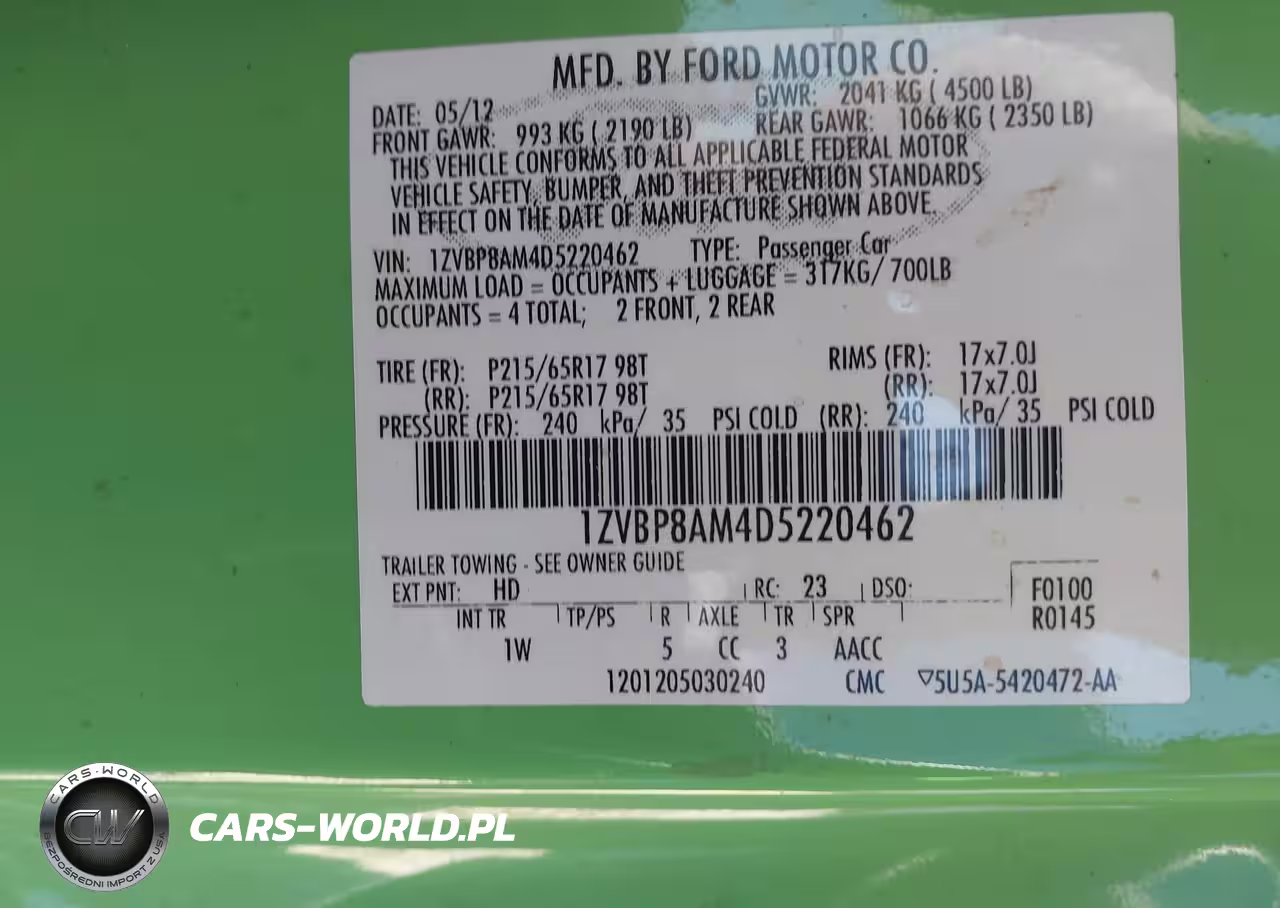 MFD. BY FORD MOTOR CO.
DATE: 05/12 GVWR: 2041 KG ( 4500 LB)
FRONT GAWR: 993 KG ( 2190 LB) REAR GAWR: 1066 KG ( 2350 LB)
THIS VEHICLE CONFORMS TO ALL APPLICABLE FEDERAL MOTOR
VEHICLE SAFETY, BUMPER, AND THEFT PREVENTION STANDARDS
IN EFFECT ON THE DATE OF MANUFACTURE SHOWN ABOVE.
VIN: 1ZVBP8AM4D5220462 TYPE: Passenger Car
MAXIMUM LOAD = OCCUPANTS + LUGGAGE = 317KG/ 700LB
OCCUPANTS = 4 TOTAL; 2 FRONT, 2 REAR
TIRE (FR): P215/65R17 98T RIMS (FR): 17x7.0J
(RR): P215/65R17 98T (RR): 17x7.0J
PRESSURE (FR): 240 kPa/ 35 PSI COLD (RR): 240 kPa/ 35 PSI COLD
1ZVBP8AM4D5220462
TRAILER TOWING - SEE OWNER GUIDE
EXT PNT: HD RC: 23 DSO: F0100
INT TR TP/PS R AXLE TR SPR R0145
1W 5 CC 3 AACC
1201205030240 CMC ▽5U5A-5420472-AA
CARS-WORLD
CW
BEZPOŚREDNI IMPORT Z USA
CARS-WORLD.PL